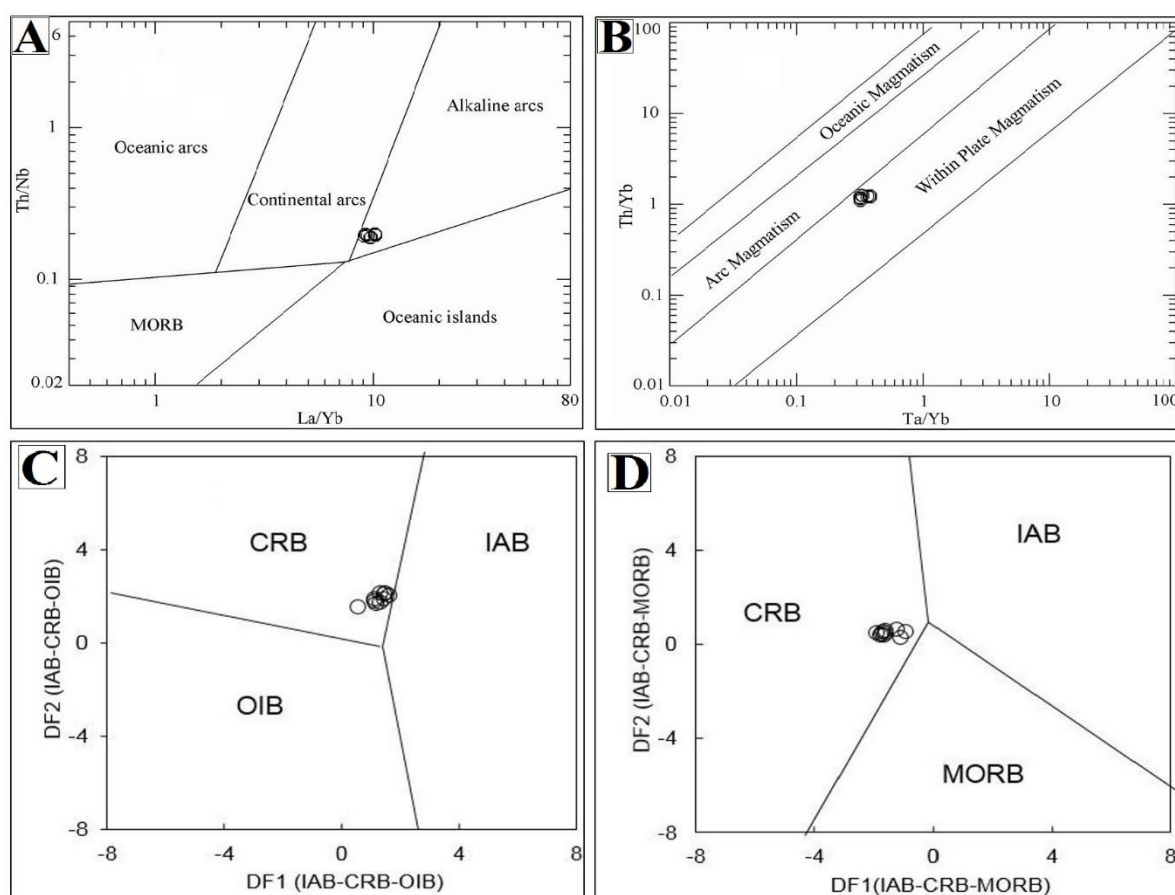 A
6
1
0.1
0.02
Th/Nb
Oceanic arcs
Continental arcs
Alkaline arcs
MORB
Oceanic islands
1
10
80
La/Yb
B
100
10
1
0.1
0.01
Th/Yb
Oceanic Magmatism
Arc Magmatism
Within Plate Magmatism
0.01
0.1
1
10
100
Ta/Yb
C
8
4
0
-4
-8
DF2 (IAB-CRB-OIB)
CRB
IAB
OIB
-8
-4
0
4
8
DF1 (IAB-CRB-OIB)
D
8
4
0
-4
-8
DF2 (IAB-CRB-MORB)
IAB
CRB
MORB
-8
-4
0
4
8
DF1(IAB-CRB-MORB)